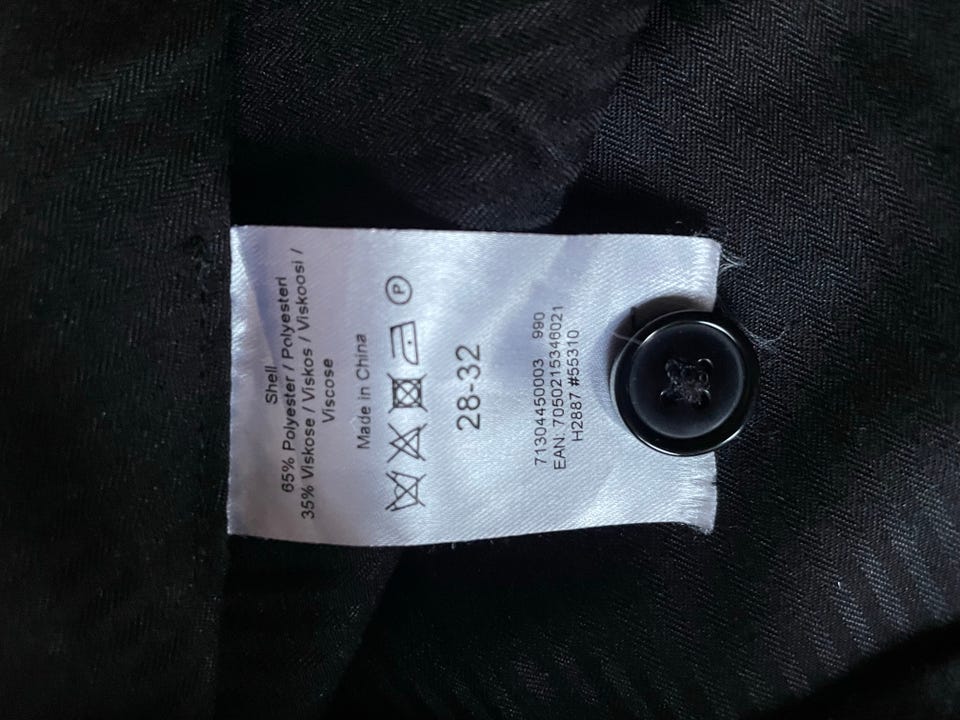 Shell
65% Polyester / Polyesteri
35% Viskose / Viskos / Viskoosi /
Viscose
Made in China
P
28-32
71304450003 990
EAN: 7050215346021
H2887 #55310